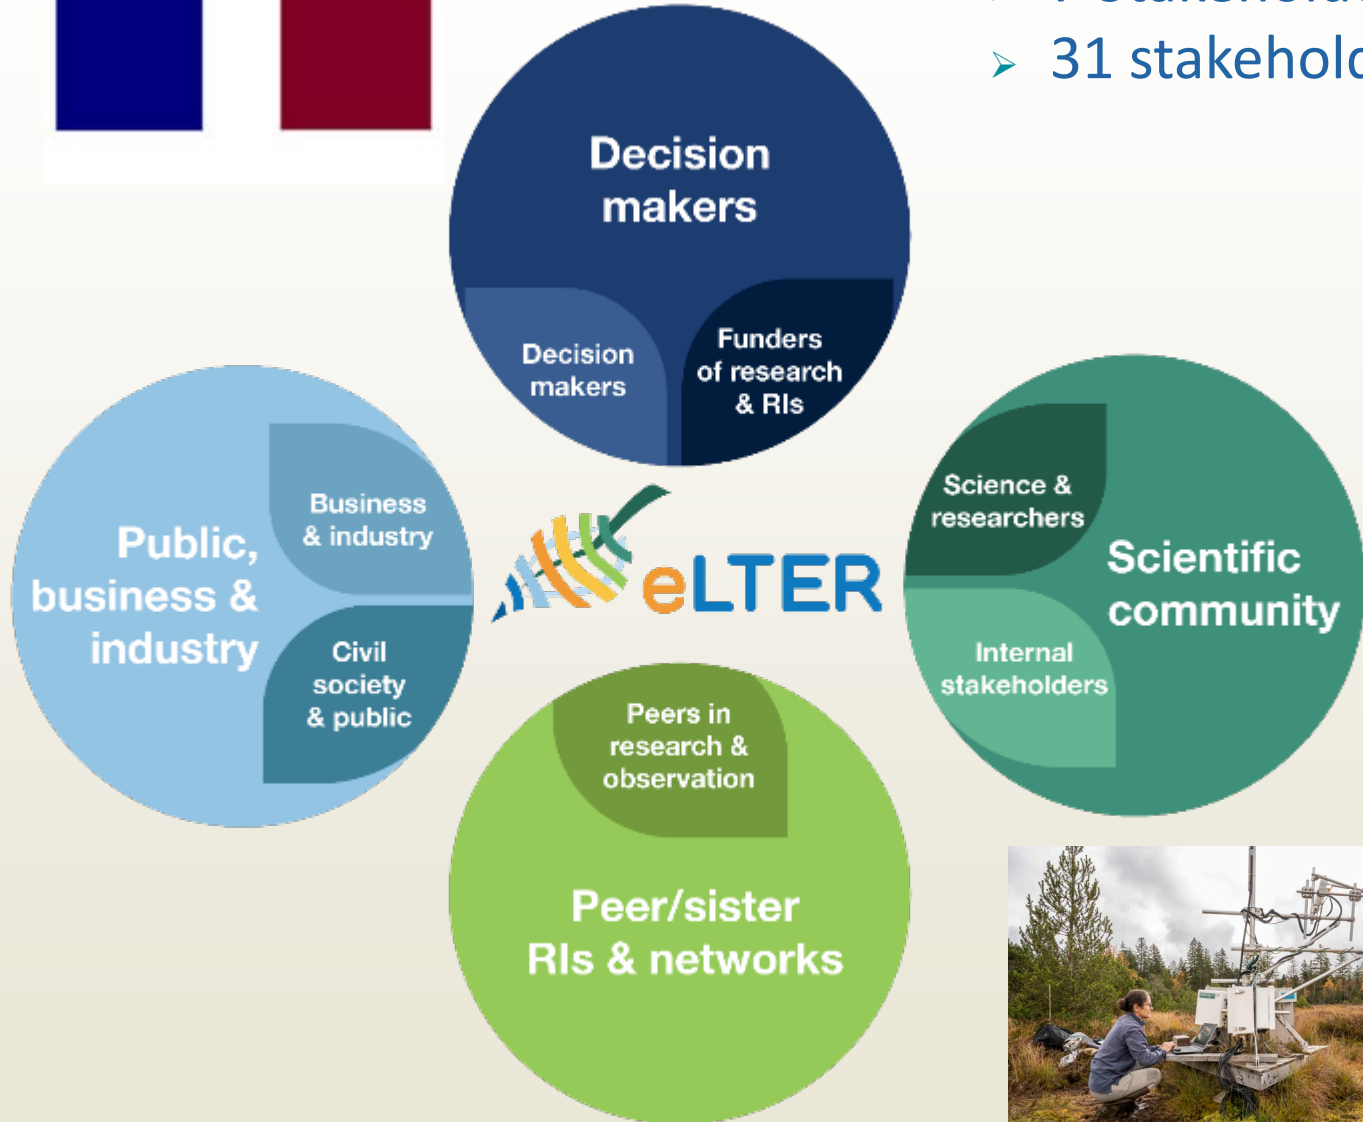 31
Decision
makers
Decision
makers
Funders
of research
& RIs
Public,
business &
industry
Business
& industry
Civil
society
& public
eLTER
Science &
researchers
Internal
stakeholders
Scientific
community
Peers in
research &
observation
Peer/sister
RIs & networks